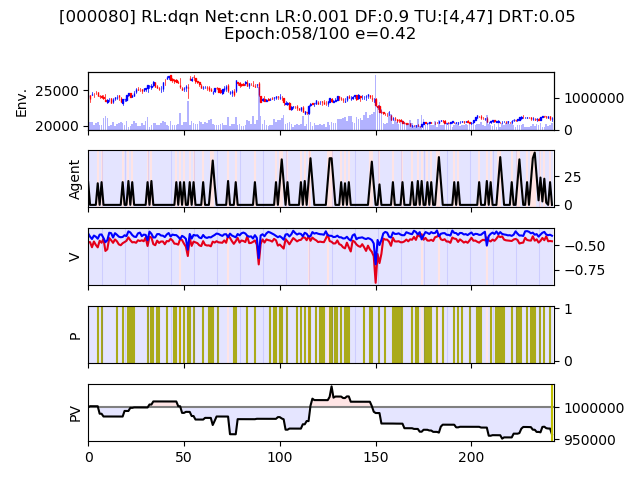 [000080] RL:dqn Net:cnn LR:0.001 DF:0.9 TU:[4,47] DRT:0.05
Epoch:058/100 e=0.42
Env.
25000
20000
1000000
0
Agent
25
0
V
−0.50
−0.75
P
1
0
PV
1000000
950000
0
50
100
150
200